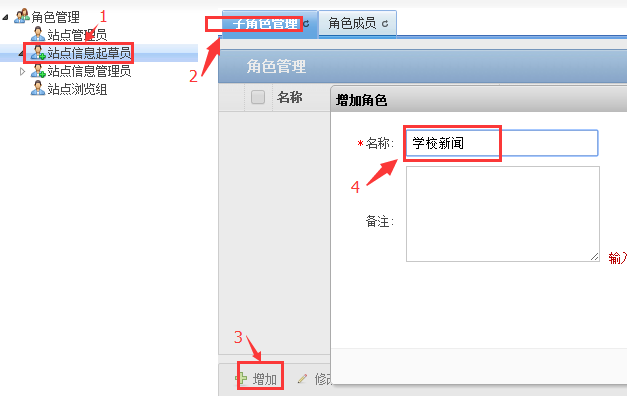 角色管理
1
站点管理员
站点信息起草员
站点信息管理员
站点浏览组
子角色管理
角色成员
2
角色管理
名称
增加角色
*名称:
学校新闻
4
备注:
输入
3
增加
修改